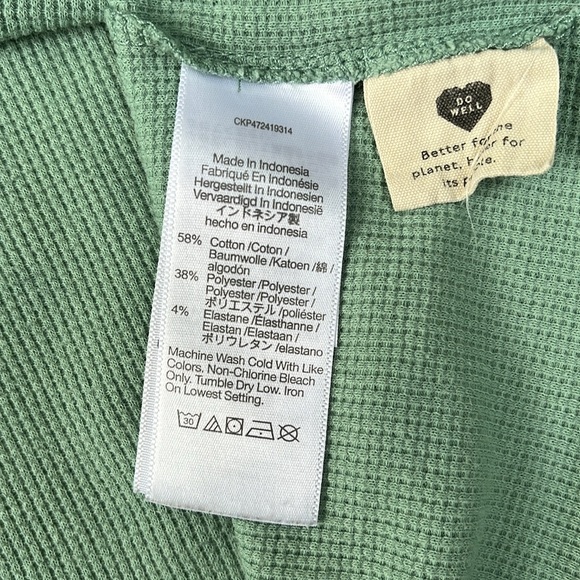 CKP472419314
Made In Indonesia
Fabriqué En Indonésie
Hergestellt In Indonesien
Vervaardigd In Indonesië
インドネシア製
hecho en indonesia
58% Cotton /Coton /
Baumwolle /Katoen /綿 /
algodón
38% Polyester /Polyester /
Polyester /Polyester /
ポリエステル /poliéster
4% Elastane /Élasthanne /
Elastan /Elastaan /
ポリウレタン /elastano
Machine Wash Cold With Like
Colors. Non-Chlorine Bleach
Only. Tumble Dry Low. Iron
On Lowest Setting.
30
DO
WELL
Better for for
planet.
its